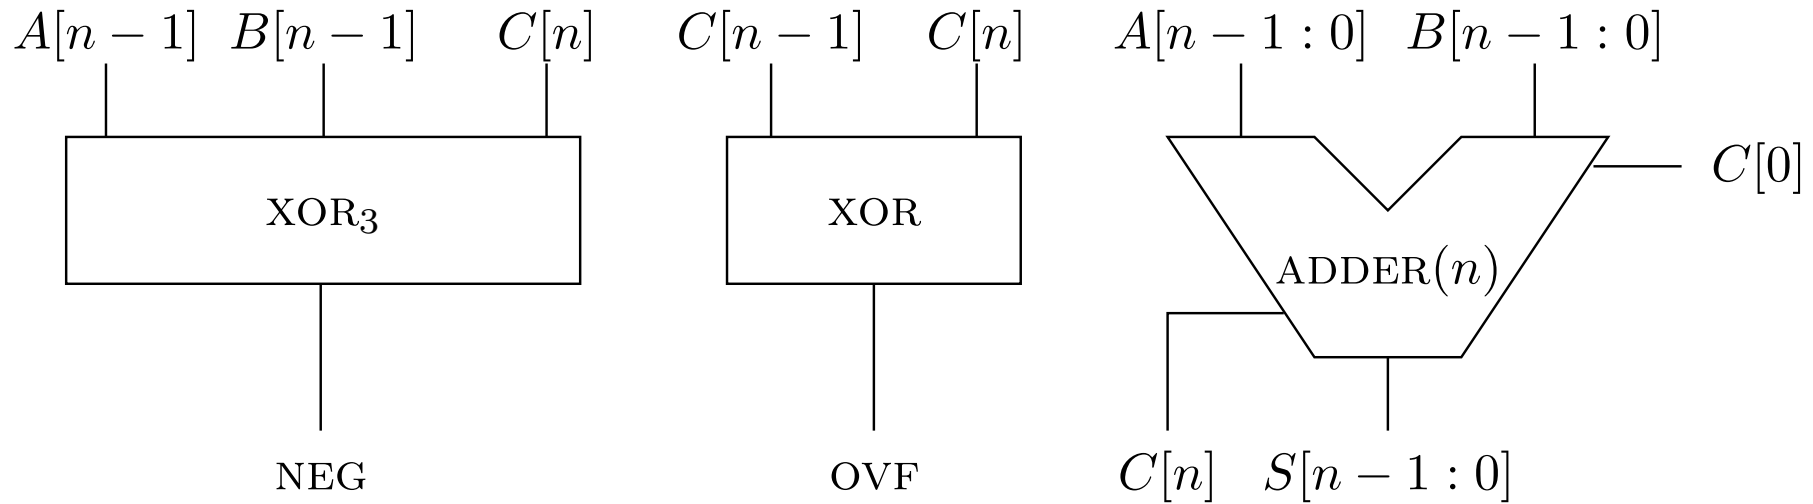 A[n − 1] B[n − 1] C[n] C[n − 1] C[n] A[n − 1 : 0] B[n − 1 : 0]
C[0]
XOR₃ XOR
ADDER(n)
NEG OVF C[n] S[n − 1 : 0]